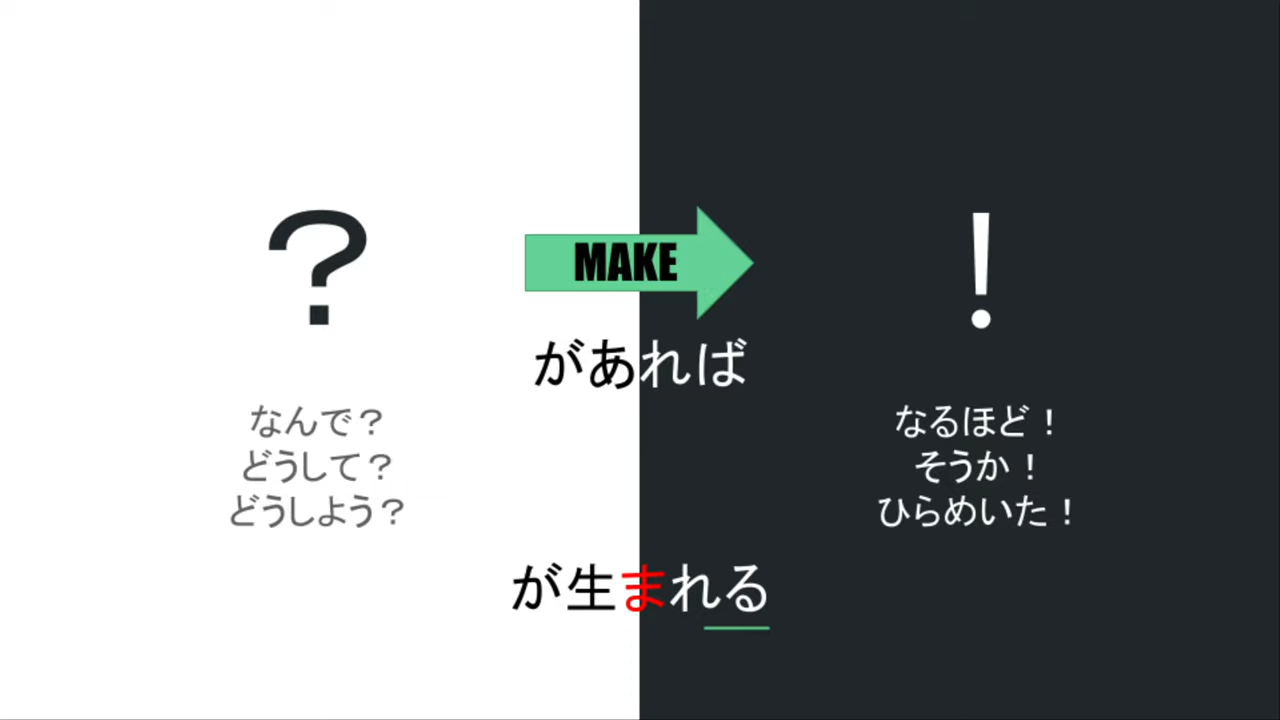 ？
MAKE
！
があれば
なんで？
どうして？
どうしよう？
なるほど！
そうか！
ひらめいた！
が生まれる